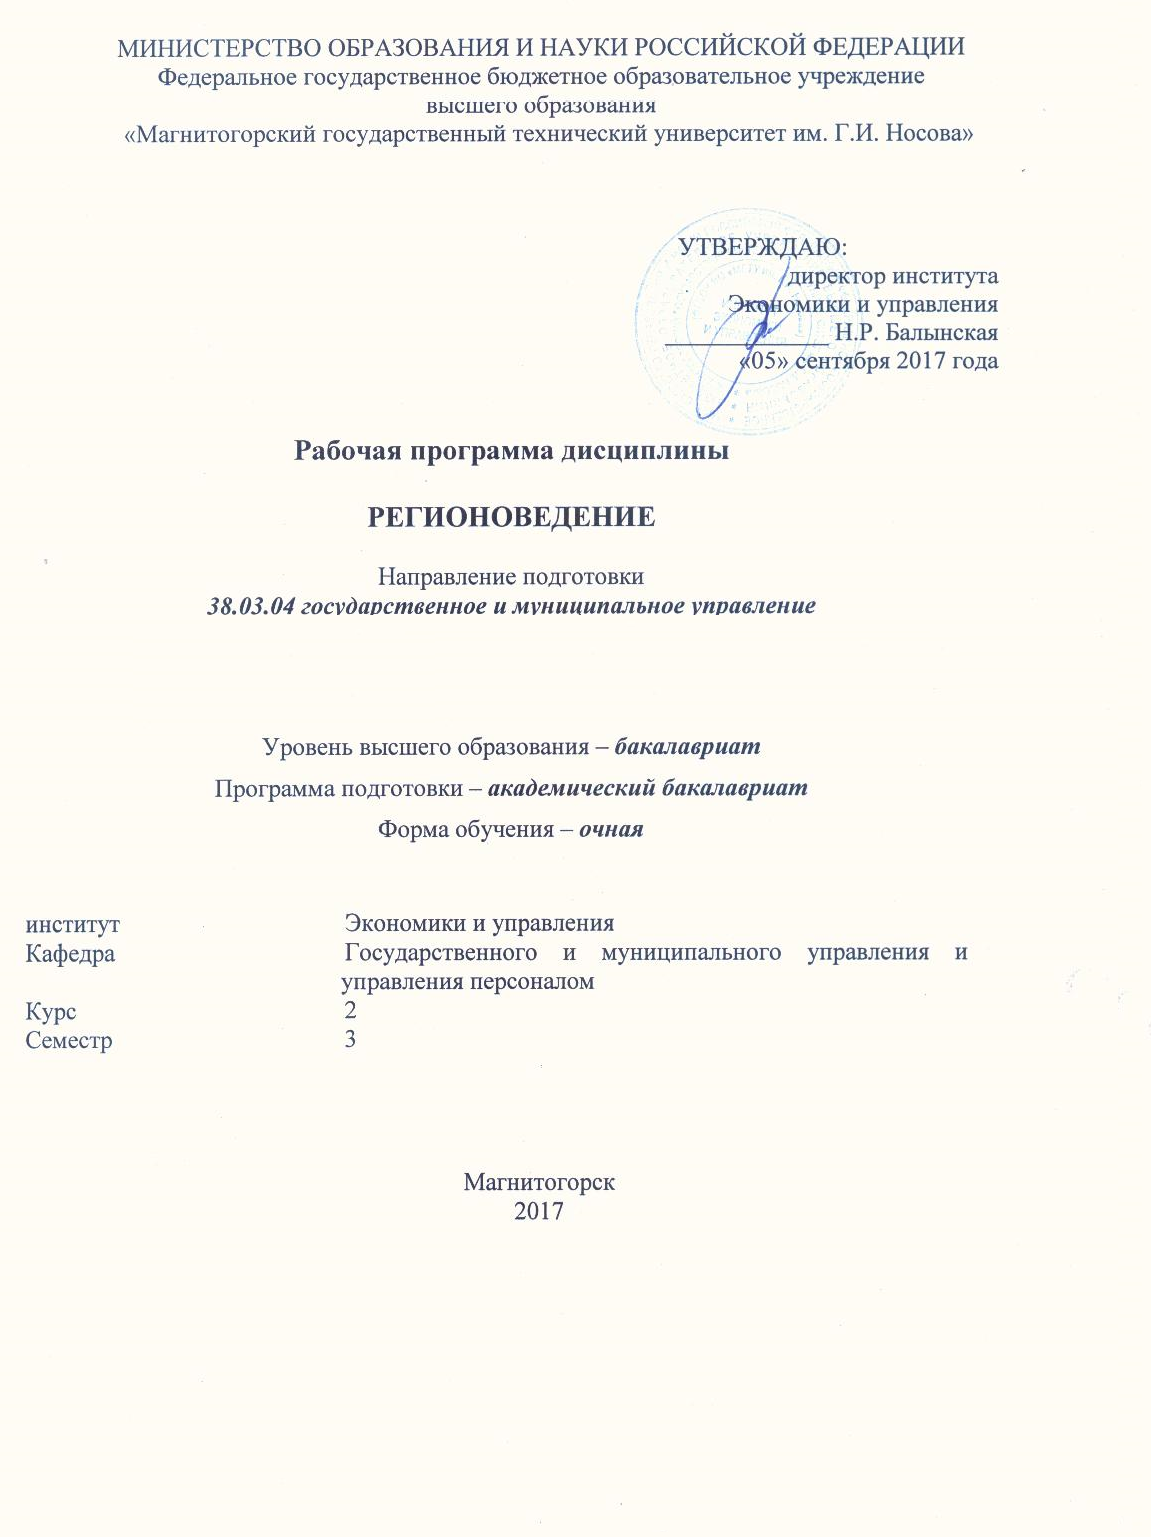 МИНИСТЕРСТВО ОБРАЗОВАНИЯ И НАУКИ РОССИЙСКОЙ ФЕДЕРАЦИИ
Федеральное государственное бюджетное образовательное учреждение
высшего образования
«Магнитогорский государственный технический университет им. Г.И. Носова»
УТВЕРЖДАЮ:
директор института
Экономики и управления
_____________ Н.Р. Балынская
«05» сентября 2017 года
Рабочая программа дисциплины
РЕГИОНОВЕДЕНИЕ
Направление подготовки
38.03.04 государственное и муниципальное управление
Уровень высшего образования – бакалавриат
Программа подготовки – академический бакалавриат
Форма обучения – очная
институт Экономики и управления
Кафедра Государственного и муниципального управления и
управления персоналом
Курс 2
Семестр 3
Магнитогорск
2017